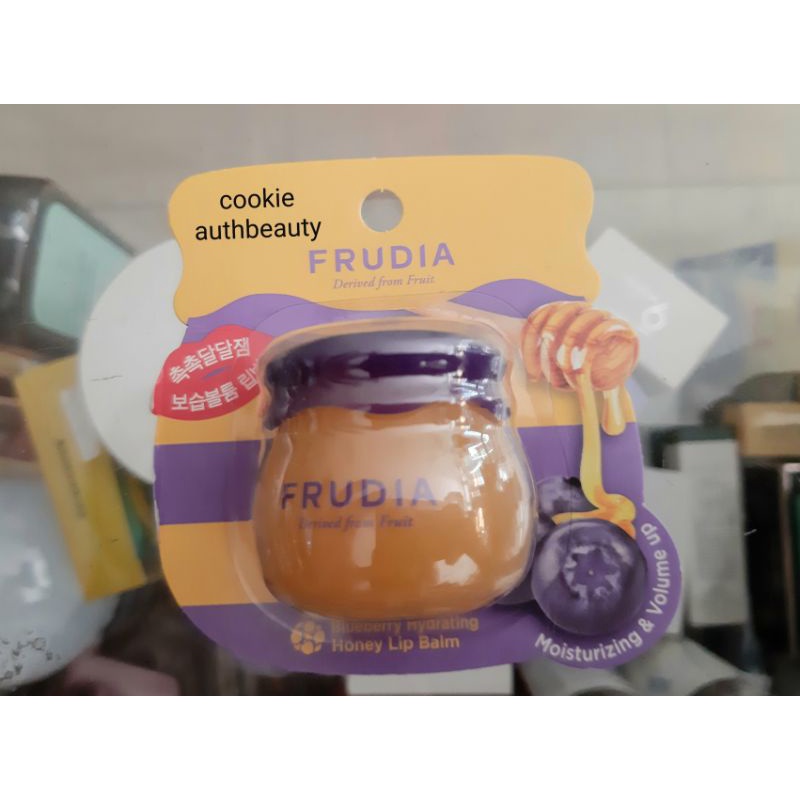 cookie
authbeauty
FRUDIA
Derived from Fruit
촉촉달달잼
보습볼륨
FRUDIA
Derived from Fruit
Blueberry Hydrating
Honey Lip Balm
Moisturizing & Volume up